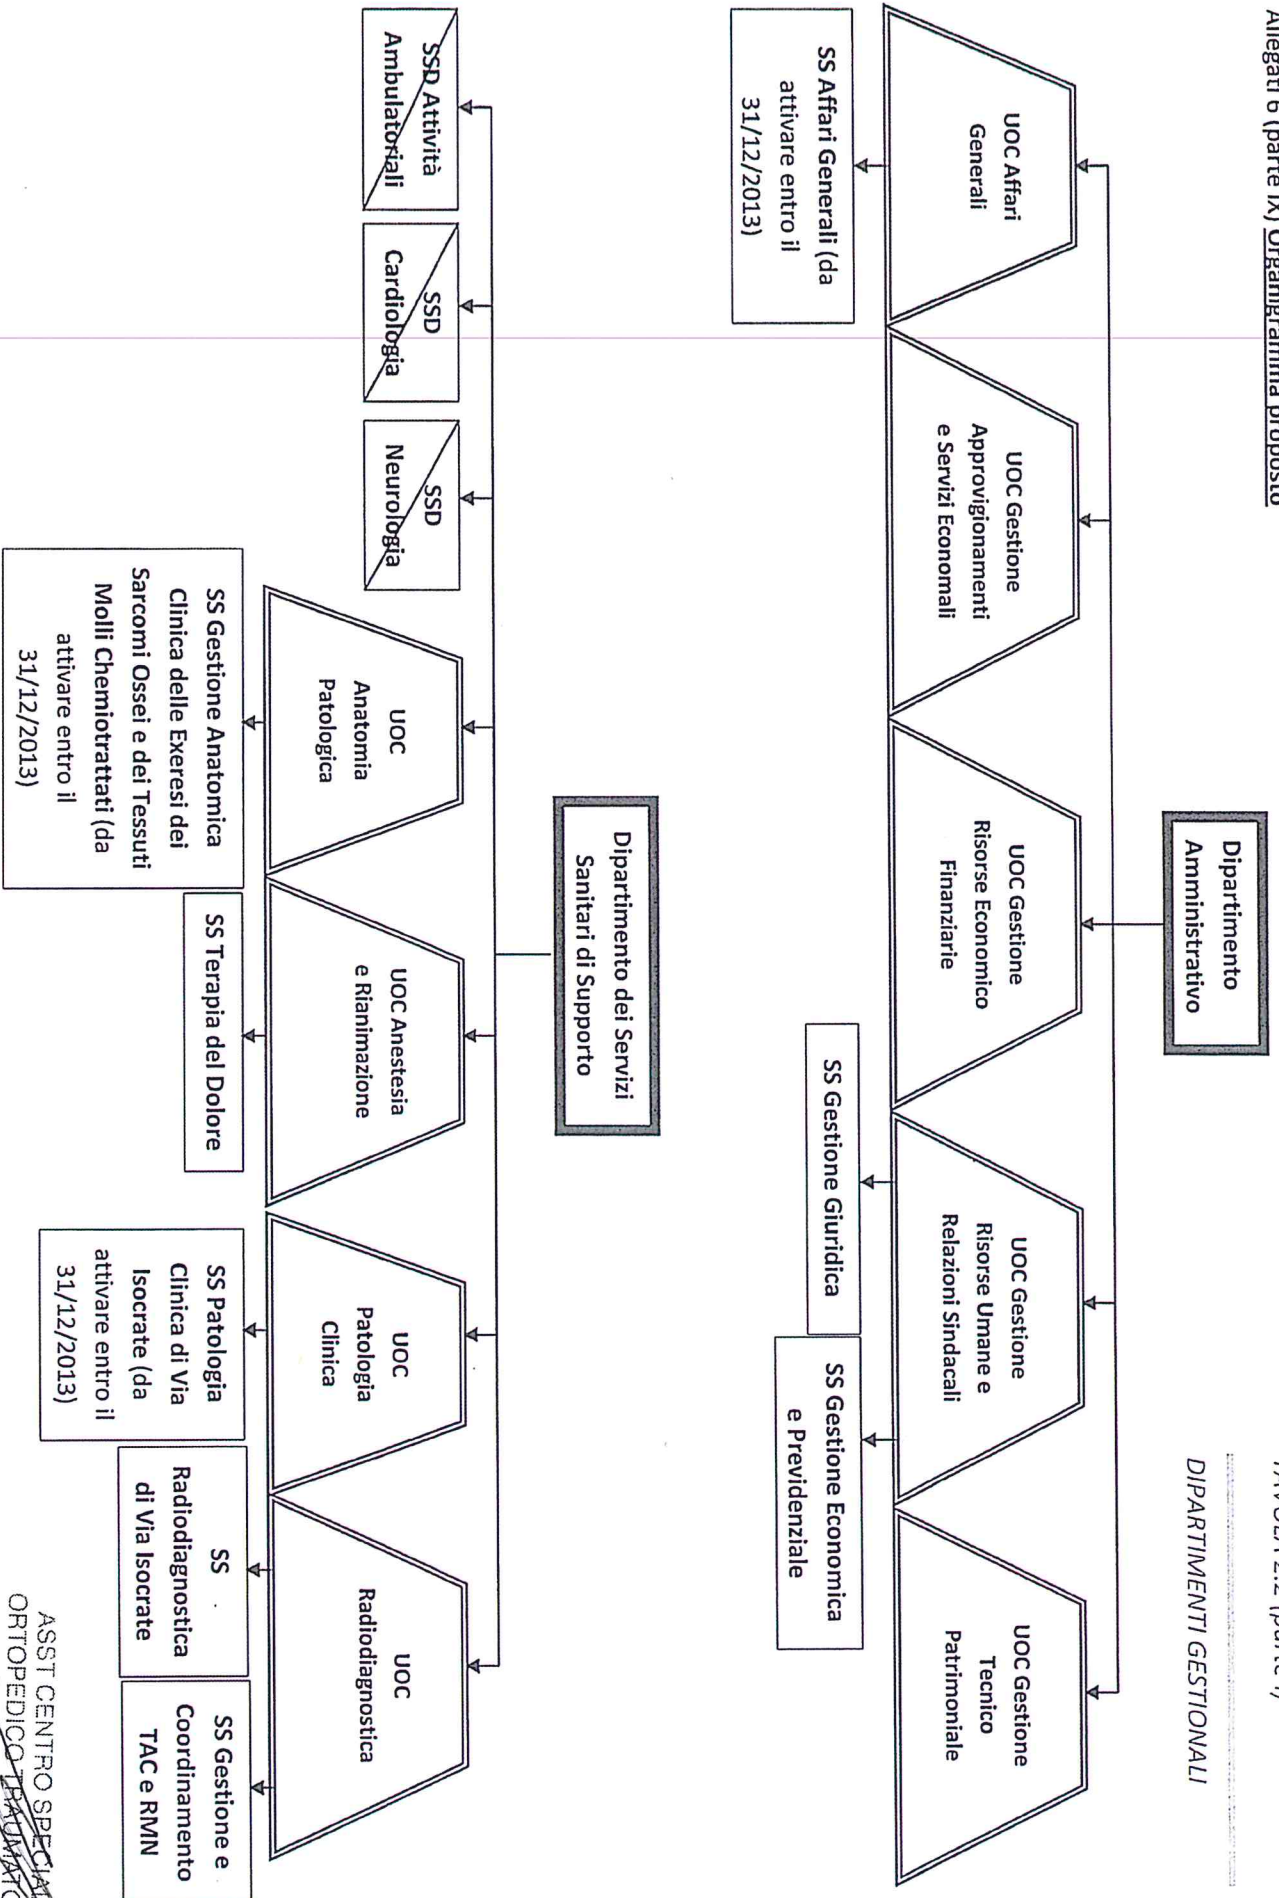 Allegati 6 (parte IX) Organigramma proposto
TAVOLA 2.2 (parte I)
DIPARTIMENTI GESTIONALI
Dipartimento
Amministrativo
UOC Affari
Generali
UOC Gestione
Approvigionamenti
e Servizi Economali
UOC Gestione
Risorse Economico
Finanziarie
UOC Gestione
Risorse Umane e
Relazioni Sindacali
UOC Gestione
Tecnico
Patrimoniale
SS Affari Generali (da
attivare entro il
31/12/2013)
SS Gestione Giuridica
SS Gestione Economica
e Previdenziale
Dipartimento dei Servizi
Sanitari di Supporto
SSD Attività
Ambulatoriali
SSD
Cardiologia
SSD
Neurologia
UOC
Anatomia
Patologica
UOC Anestesia
e Rianimazione
UOC
Patologia
Clinica
UOC
Radiodiagnostica
SS Gestione Anatomica
Clinica delle Exeresi dei
Sarcomi Ossei e dei Tessuti
Molli Chemiotrattati (da
attivare entro il
31/12/2013)
SS Terapia del Dolore
SS Patologia
Clinica di Via
Isocrate (da
attivare entro il
31/12/2013)
SS
Radiodiagnostica
di Via Isocrate
SS Gestione e
Coordinamento
TAC e RMN
ASST CENTRO SPECIAL
ORTOPEDICO TRAUMATO